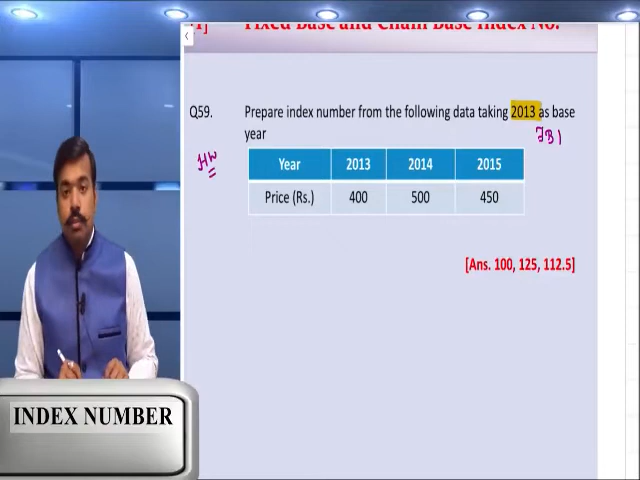 Fixed Base and Chain Base Index No.
Q59. Prepare index number from the following data taking 2013 as base
year
FBI
HW
Year 2013 2014 2015
Price (Rs.) 400 500 450
[Ans. 100, 125, 112.5]
INDEX NUMBER